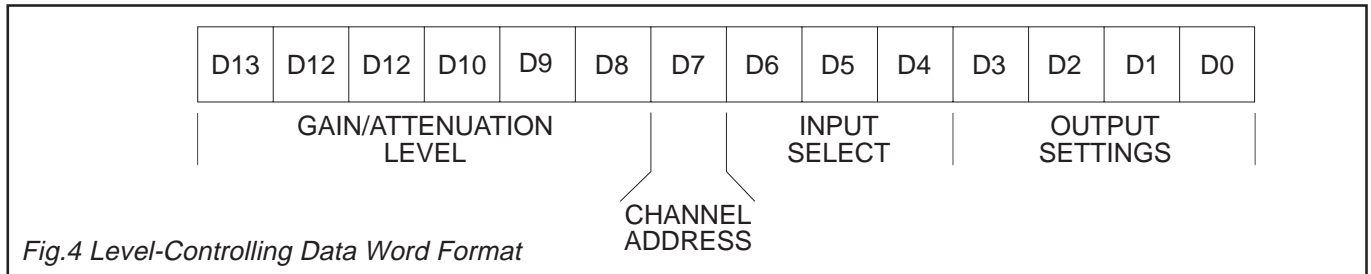 D13 D12 D12 D10 D9 D8 D7 D6 D5 D4 D3 D2 D1 D0
GAIN/ATTENUATION
LEVEL
INPUT
SELECT
OUTPUT
SETTINGS
CHANNEL
ADDRESS
Fig.4 Level-Controlling Data Word Format